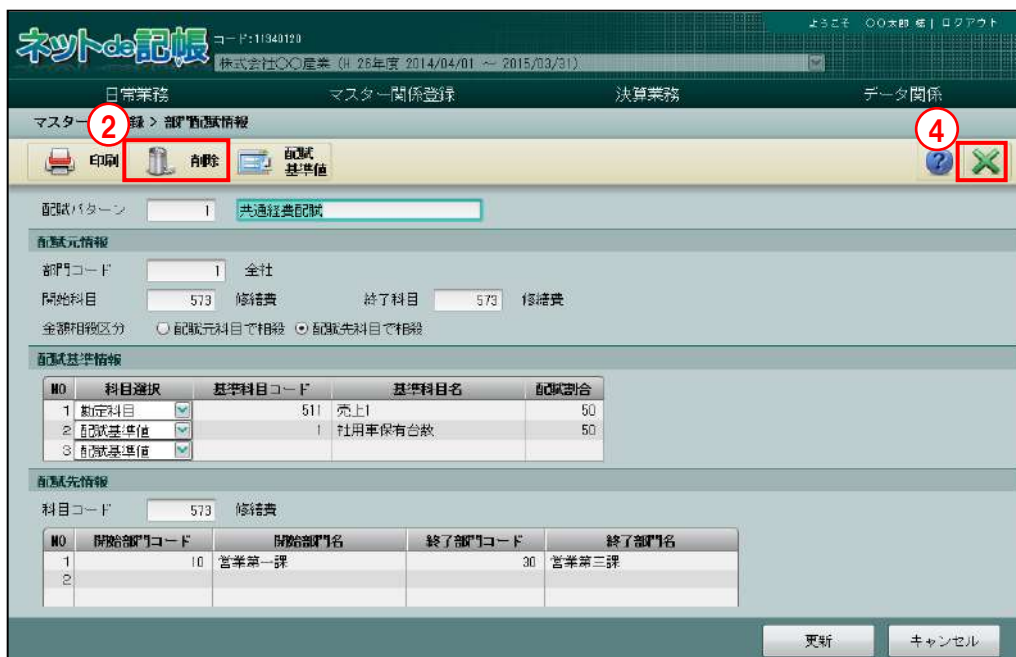 ようこそ 〇〇太郎 様 | ログアウト
ネットde記帳 コード:11340120
株式会社〇〇産業 (H 26年度 2014/04/01 ～ 2015/03/31)
日常業務 マスター関係登録 決算業務 データ関係
マスター 録 > 部門配賦情報
② ④
印刷 削除 配賦基準値
配賦パターン 1 共通経費配賦
配賦元情報
部門コード 1 全社
開始科目 573 修繕費 終了科目 573 修繕費
金額相殺区分 配賦元科目で相殺 配賦先科目で相殺
配賦基準情報
NO 科目選択 基準科目コード 基準科目名 配賦割合
1 勘定科目 511 売上1 50
2 配賦基準値 1 社用車保有台数 50
3 配賦基準値
配賦先情報
科目コード 573 修繕費
NO 開始部門コード 開始部門名 終了部門コード 終了部門名
1 10 営業第一課 30 営業第三課
2
更新 キャンセル